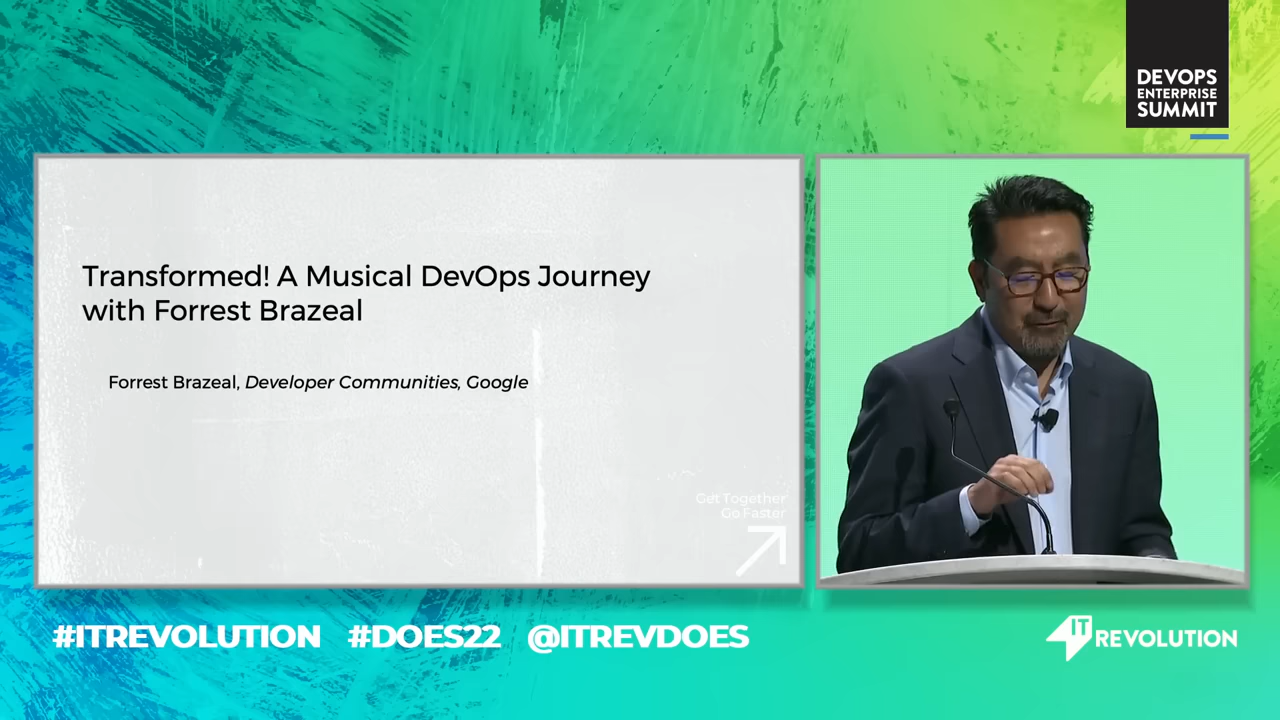 DEVOPS
ENTERPRISE
SUMMIT
Transformed! A Musical DevOps Journey
with Forrest Brazeal
Forrest Brazeal, Developer Communities, Google
Get Together
Go Faster
#ITREVOLUTION #DOES22 @ITREVDOES
IT REVOLUTION